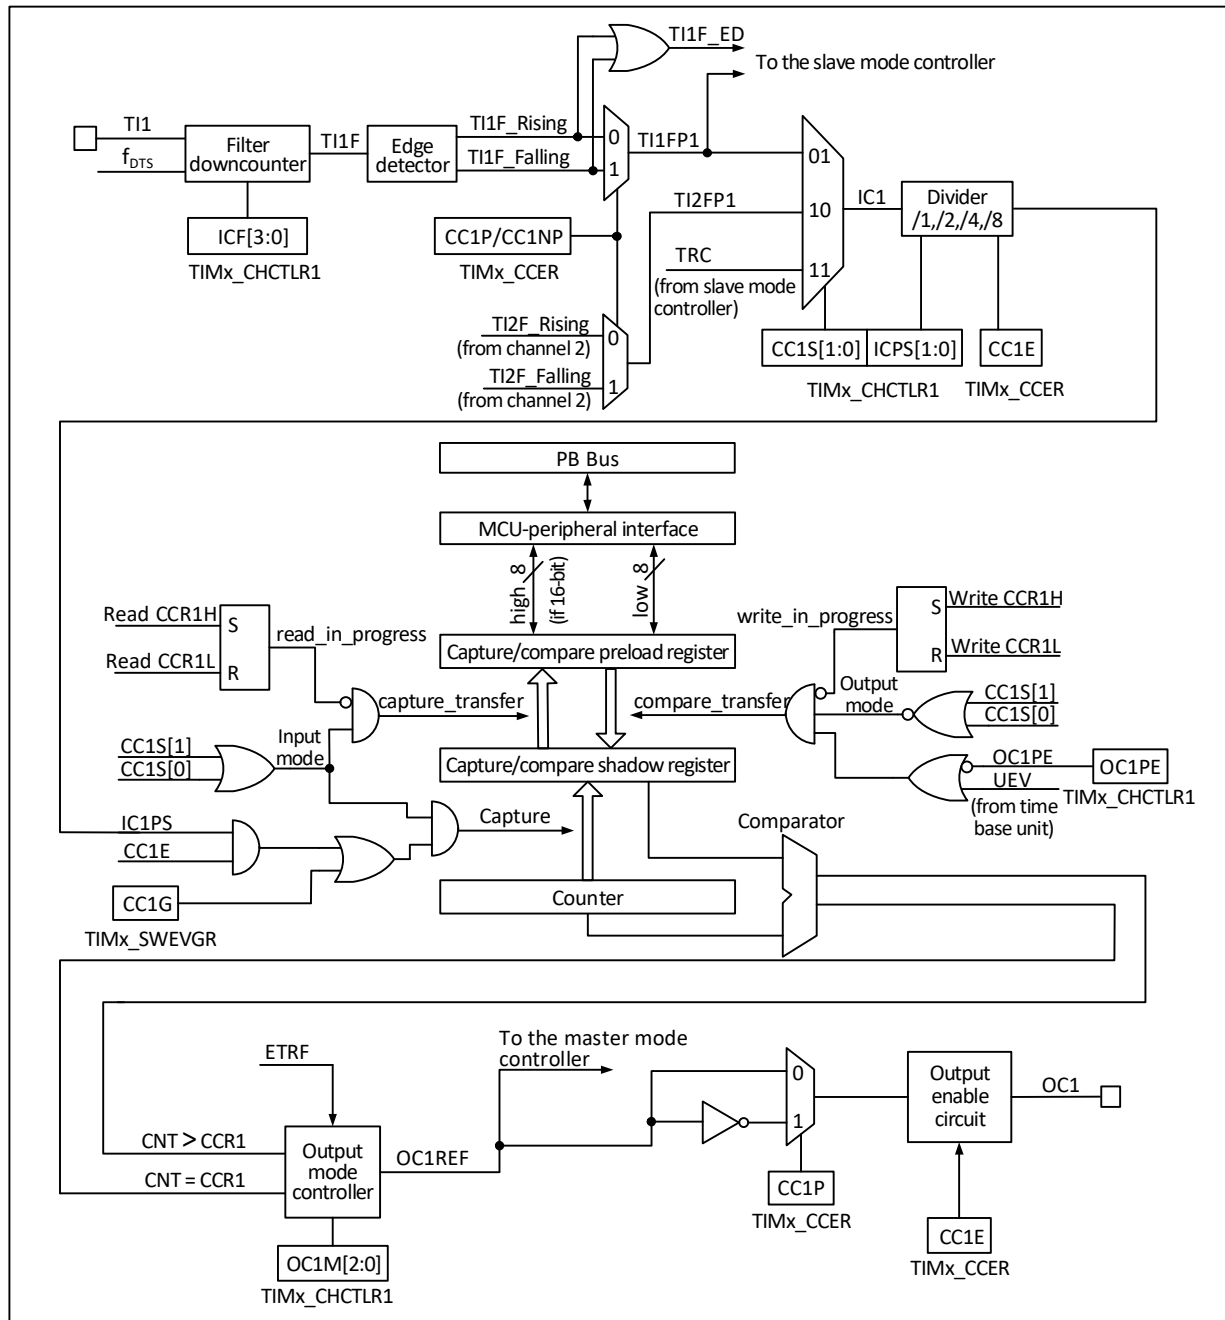 TI1F_ED
To the slave mode controller
TI1
fDTS
Filter
downcounter
TI1F
Edge
detector
TI1F_Rising
TI1F_Falling
0
1
TI1FP1
TI2FP1
TRC
(from slave mode
controller)
01
10
11
IC1
Divider
/1,/2,/4,/8
ICF[3:0]
TIMx_CHCTLR1
CC1P/CC1NP
TIMx_CCER
TI2F_Rising
(from channel 2)
TI2F_Falling
(from channel 2)
0
1
CC1S[1:0]
ICPS[1:0]
CC1E
TIMx_CHCTLR1
TIMx_CCER
PB Bus
MCU-peripheral interface
high
8
(if 16-bit)
low
8
Read CCR1H
Read CCR1L
S
R
read_in_progress
write_in_progress
S
R
Write CCR1H
Write CCR1L
Capture/compare preload register
capture_transfer
compare_transfer
Output
mode
CC1S[1]
CC1S[0]
CC1S[1]
CC1S[0]
Input
mode
Capture/compare shadow register
OC1PE
UEV
(from time
base unit)
OC1PE
TIMx_CHCTLR1
IC1PS
CC1E
Capture
Comparator
CC1G
TIMx_SWEVGR
Counter
ETRF
To the master mode
controller
CNT > CCR1
CNT = CCR1
Output
mode
controller
OC1REF
0
1
Output
enable
circuit
OC1
CC1P
TIMx_CCER
CC1E
TIMx_CCER
OC1M[2:0]
TIMx_CHCTLR1